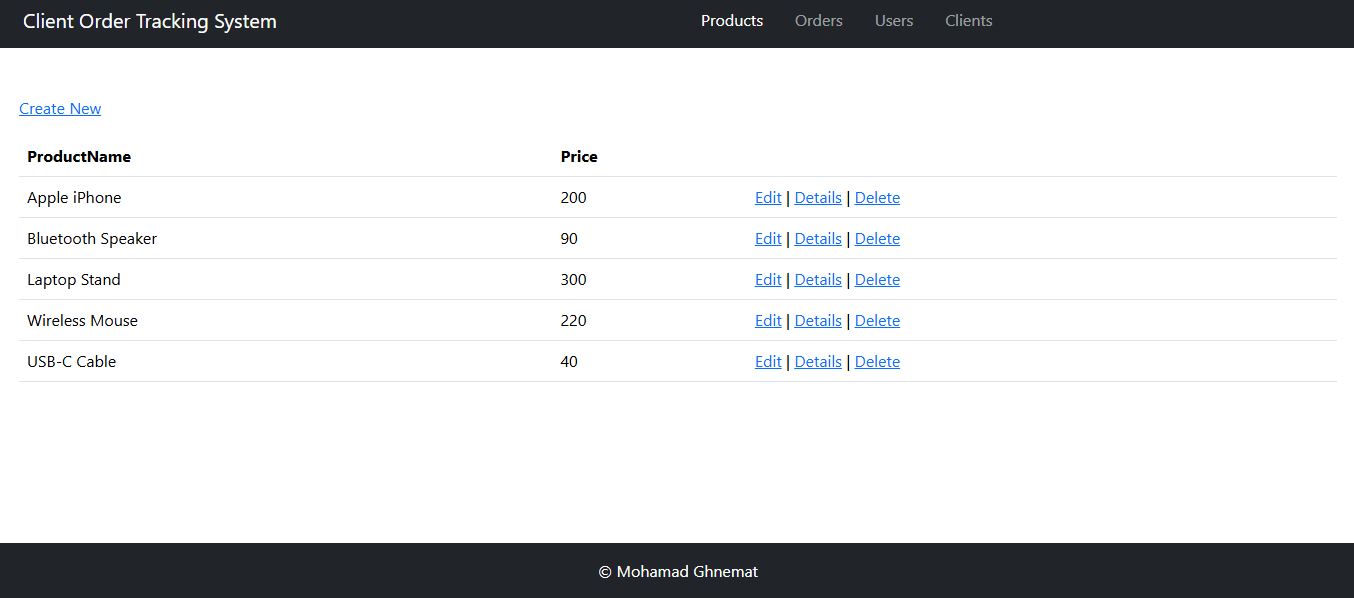 Client Order Tracking System Products Orders Users Clients
Create New
ProductName Price
Apple iPhone 200 Edit | Details | Delete
Bluetooth Speaker 90 Edit | Details | Delete
Laptop Stand 300 Edit | Details | Delete
Wireless Mouse 220 Edit | Details | Delete
USB-C Cable 40 Edit | Details | Delete
© Mohamad Ghnemat